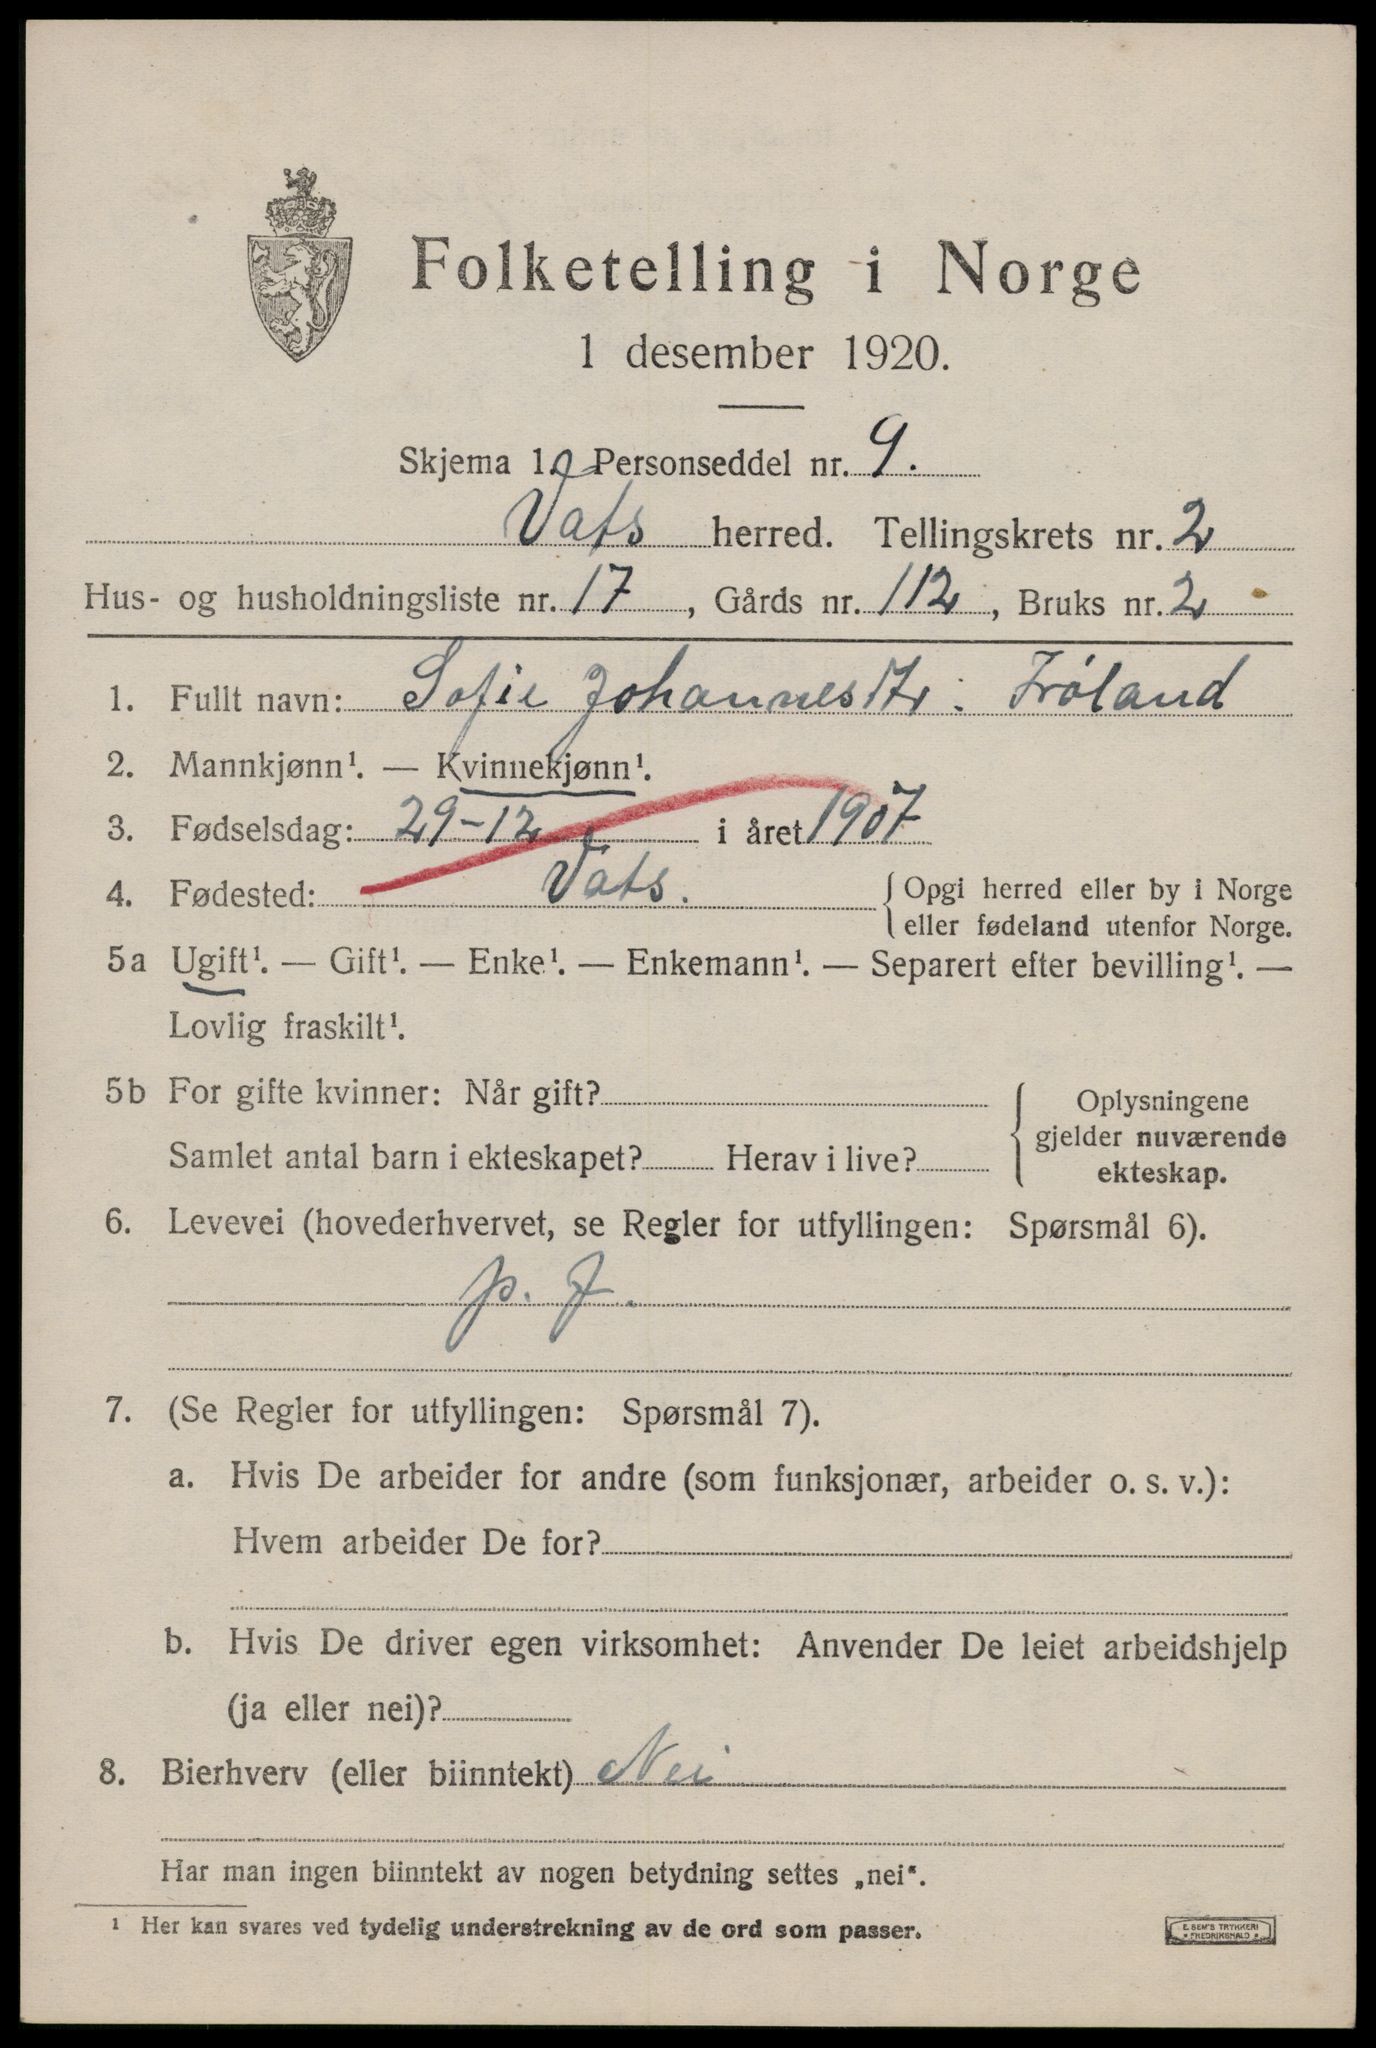 Folketelling i Norge
1 desember 1920.
Skjema 1. Personseddel nr. 9.
Vats herred. Tellingskrets nr. 2
Hus- og husholdningsliste nr. 17, Gårds nr. 112, Bruks nr. 2
1. Fullt navn: Sofie Johannesdtr. Frøland
2. Mannkjønn¹. — Kvinnekjønn¹.
3. Fødselsdag: 29-12 i året 1907
4. Fødested: Vats. { Opgi herred eller by i Norge
eller fødeland utenfor Norge.
5a Ugift¹. — Gift¹. — Enke¹. — Enkemann¹. — Separert efter bevilling¹. —
Lovlig fraskilt¹.
5b For gifte kvinner: Når gift?
Samlet antal barn i ekteskapet? Herav i live?
{ Oplysningene
gjelder nuværende
ekteskap.
6. Levevei (hovederhvervet, se Regler for utfyllingen: Spørsmål 6).
p. f.
7. (Se Regler for utfyllingen: Spørsmål 7).
a. Hvis De arbeider for andre (som funksjonær, arbeider o. s. v.):
Hvem arbeider De for?
b. Hvis De driver egen virksomhet: Anvender De leiet arbeidshjelp
(ja eller nei)?
8. Bierhverv (eller biinntekt) Nei
Har man ingen biinntekt av nogen betydning settes „nei".
¹ Her kan svares ved tydelig understrekning av de ord som passer.
E. SEM'S TRYKKERI
FREDRIKSHALD